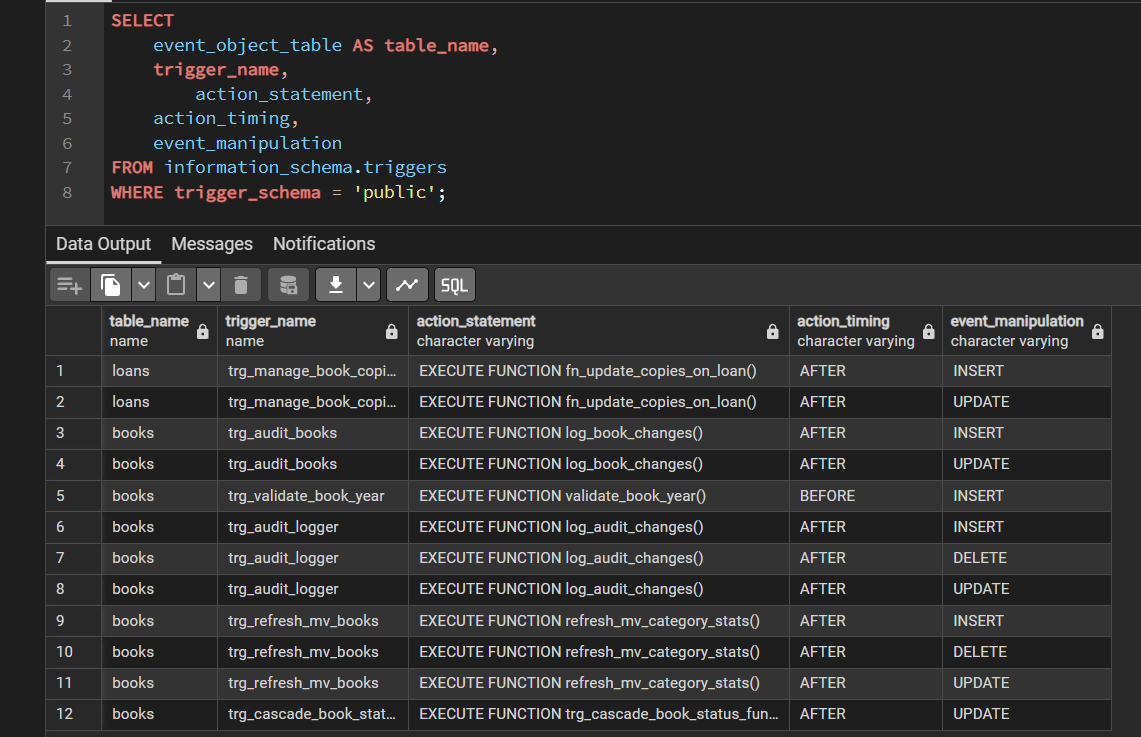 1 SELECT
2 event_object_table AS table_name,
3 trigger_name,
4 action_statement,
5 action_timing,
6 event_manipulation
7 FROM information_schema.triggers
8 WHERE trigger_schema = 'public';
Data Output Messages Notifications
SQL
table_name trigger_name action_statement action_timing event_manipulation
name name character varying character varying character varying
1 loans trg_manage_book_copi... EXECUTE FUNCTION fn_update_copies_on_loan() AFTER INSERT
2 loans trg_manage_book_copi... EXECUTE FUNCTION fn_update_copies_on_loan() AFTER UPDATE
3 books trg_audit_books EXECUTE FUNCTION log_book_changes() AFTER INSERT
4 books trg_audit_books EXECUTE FUNCTION log_book_changes() AFTER UPDATE
5 books trg_validate_book_year EXECUTE FUNCTION validate_book_year() BEFORE INSERT
6 books trg_audit_logger EXECUTE FUNCTION log_audit_changes() AFTER INSERT
7 books trg_audit_logger EXECUTE FUNCTION log_audit_changes() AFTER DELETE
8 books trg_audit_logger EXECUTE FUNCTION log_audit_changes() AFTER UPDATE
9 books trg_refresh_mv_books EXECUTE FUNCTION refresh_mv_category_stats() AFTER INSERT
10 books trg_refresh_mv_books EXECUTE FUNCTION refresh_mv_category_stats() AFTER DELETE
11 books trg_refresh_mv_books EXECUTE FUNCTION refresh_mv_category_stats() AFTER UPDATE
12 books trg_cascade_book_stat... EXECUTE FUNCTION trg_cascade_book_status_fun... AFTER UPDATE